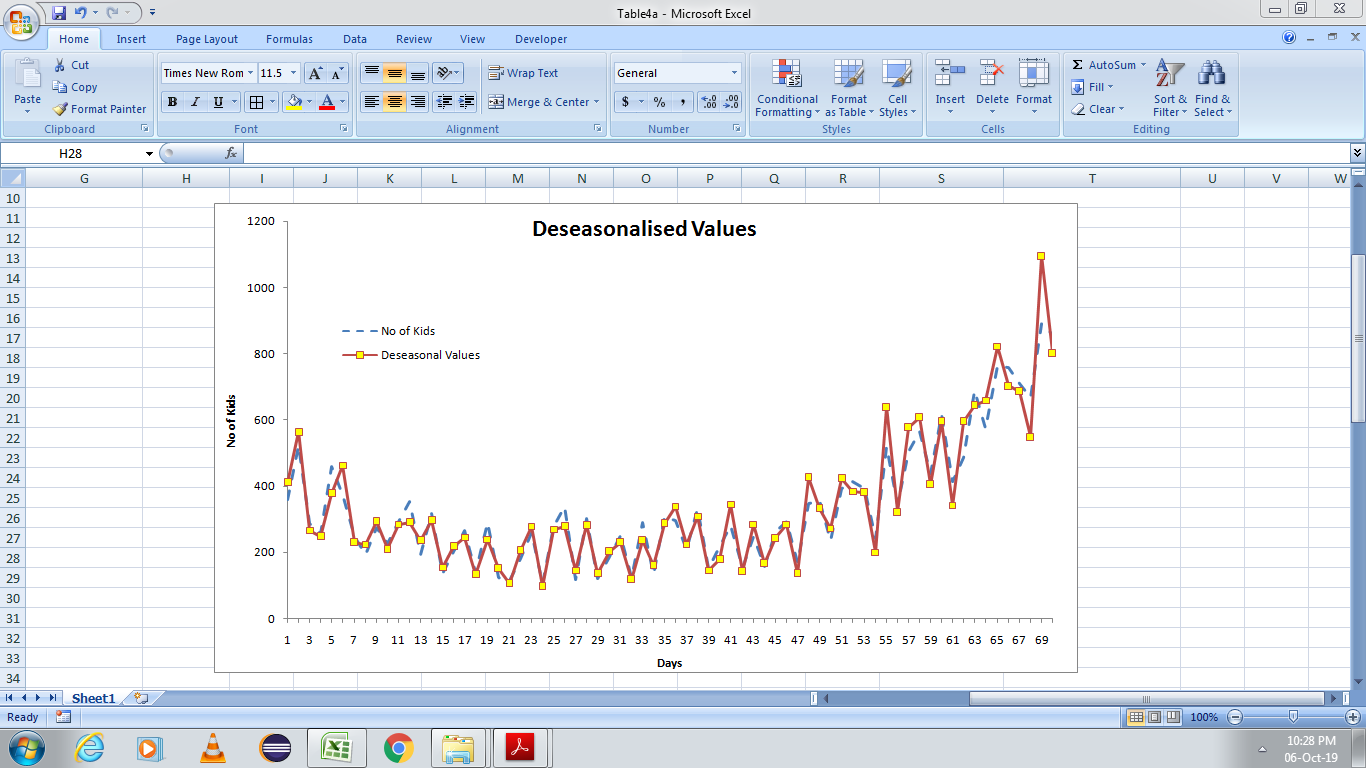 Table4a - Microsoft Excel
Home Insert Page Layout Formulas Data Review View Developer
Paste
Cut
Copy
Format Painter
Clipboard
Times New Rom 11.5 A A
B I U A
Font
Wrap Text
Merge & Center
Alignment
General
$ % , .0 .00 .00 .0
Number
Conditional Formatting
Format as Table
Cell Styles
Styles
Insert Delete Format
Cells
Σ AutoSum
Fill
Clear
Sort & Filter
Find & Select
Editing
H28 fx
G H I J K L M N O P Q R S T U V W
10
11
12
13
14
15
16
17
18
19
20
21
22
23
24
25
26
27
28
29
30
31
32
33
34
Deseasonalised Values
1200
1000
800
600
400
200
0
No of Kids
No of Kids
Deseasonal Values
1 3 5 7 9 11 13 15 17 19 21 23 25 27 29 31 33 35 37 39 41 43 45 47 49 51 53 55 57 59 61 63 65 67 69
Days
Sheet1
Ready 100%
10:28 PM
06-Oct-19